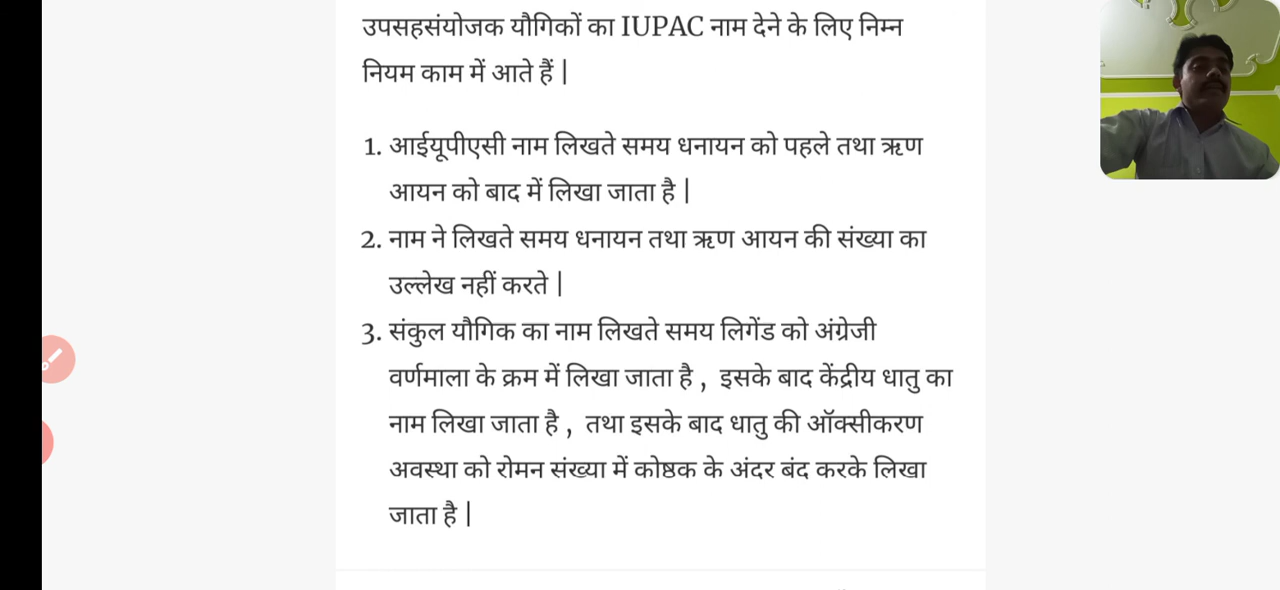 उपसहसंयोजक यौगिकों का IUPAC नाम देने के लिए निम्न
नियम काम में आते हैं |
1. आईयूपीएसी नाम लिखते समय धनायन को पहले तथा ऋण
आयन को बाद में लिखा जाता है |
2. नाम ने लिखते समय धनायन तथा ऋण आयन की संख्या का
उल्लेख नहीं करते |
3. संकुल यौगिक का नाम लिखते समय लिगेंड को अंग्रेजी
वर्णमाला के क्रम में लिखा जाता है , इसके बाद केंद्रीय धातु का
नाम लिखा जाता है , तथा इसके बाद धातु की ऑक्सीकरण
अवस्था को रोमन संख्या में कोष्ठक के अंदर बंद करके लिखा
जाता है |